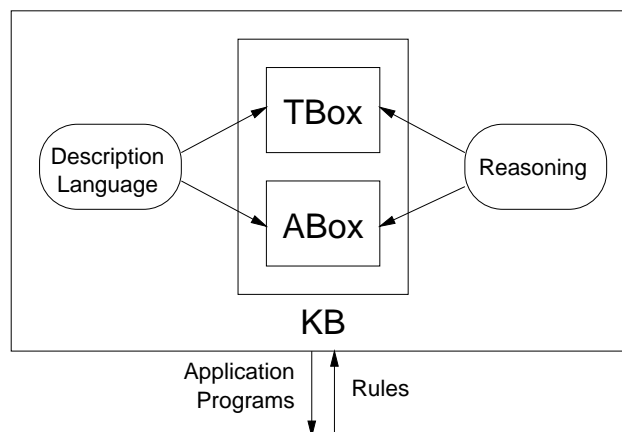 TBox
Description
Language
Reasoning
ABox
KB
Application
Programs
Rules